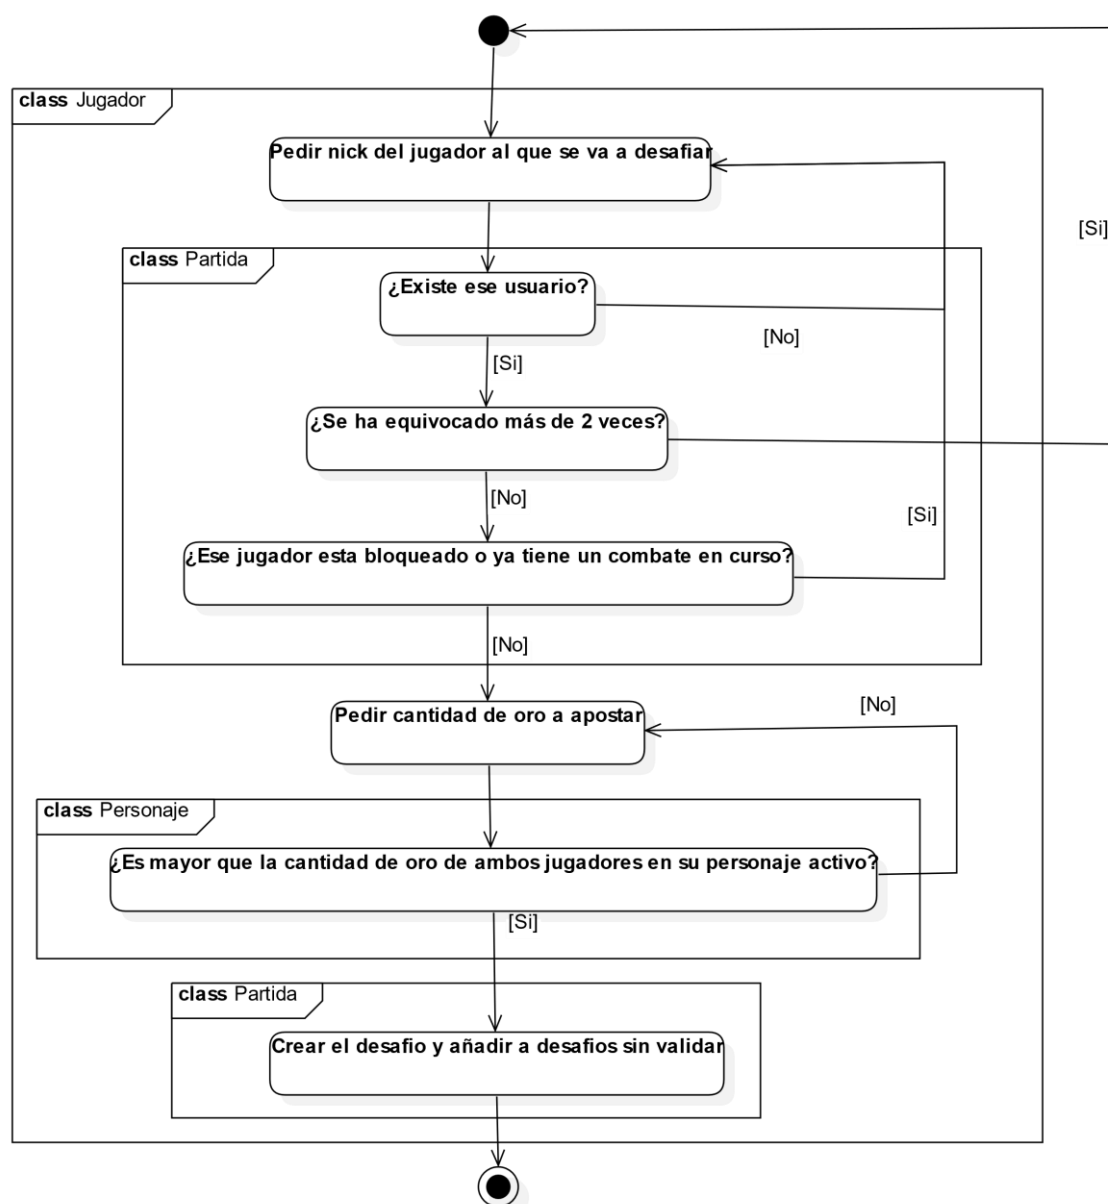 class Jugador
Pedir nick del jugador al que se va a desafiar
[Si]
class Partida
¿Existe ese usuario?
[No]
[Si]
¿Se ha equivocado más de 2 veces?
[No]
[Si]
¿Ese jugador esta bloqueado o ya tiene un combate en curso?
[No]
Pedir cantidad de oro a apostar
[No]
class Personaje
¿Es mayor que la cantidad de oro de ambos jugadores en su personaje activo?
[Si]
class Partida
Crear el desafio y añadir a desafios sin validar